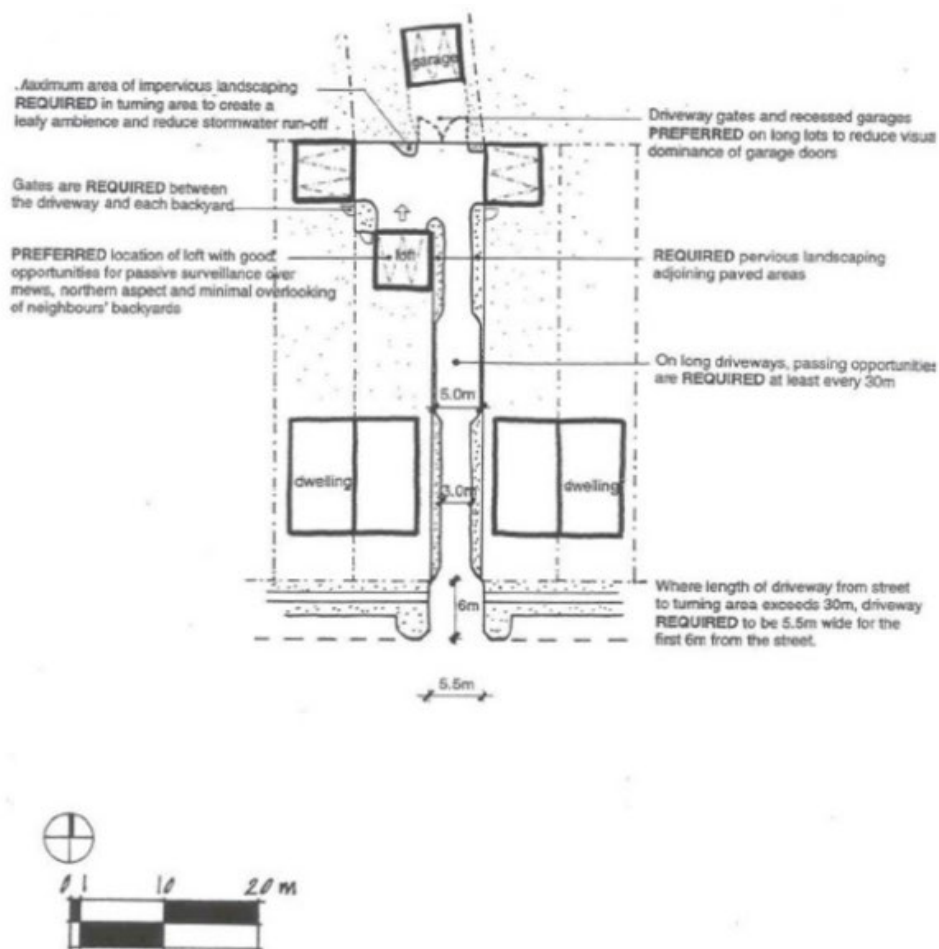 garage
Maximum area of impervious landscaping
REQUIRED in turning area to create a
leafy ambience and reduce stormwater run-off
Driveway gates and recessed garages
PREFERRED on long lots to reduce visua
dominance of garage doors
Gates are REQUIRED between
the driveway and each backyard
PREFERRED location of loft with good
opportunities for passive surveillance over
mews, northern aspect and minimal overlooking
of neighbours' backyards
loft
REQUIRED pervious landscaping
adjoining paved areas
On long driveways, passing opportunities
are REQUIRED at least every 30m
5.0m
dwelling
3.0m
dwelling
6m
Where length of driveway from street
to turning area exceeds 30m, driveway
REQUIRED to be 5.5m wide for the
first 6m from the street.
5.5m
0 1 10 20 m